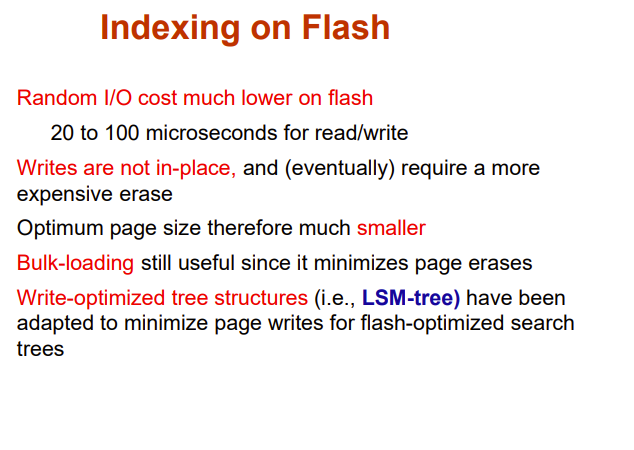 Indexing on Flash
Random I/O cost much lower on flash
20 to 100 microseconds for read/write
Writes are not in-place, and (eventually) require a more
expensive erase
Optimum page size therefore much smaller
Bulk-loading still useful since it minimizes page erases
Write-optimized tree structures (i.e., LSM-tree) have been
adapted to minimize page writes for flash-optimized search
trees